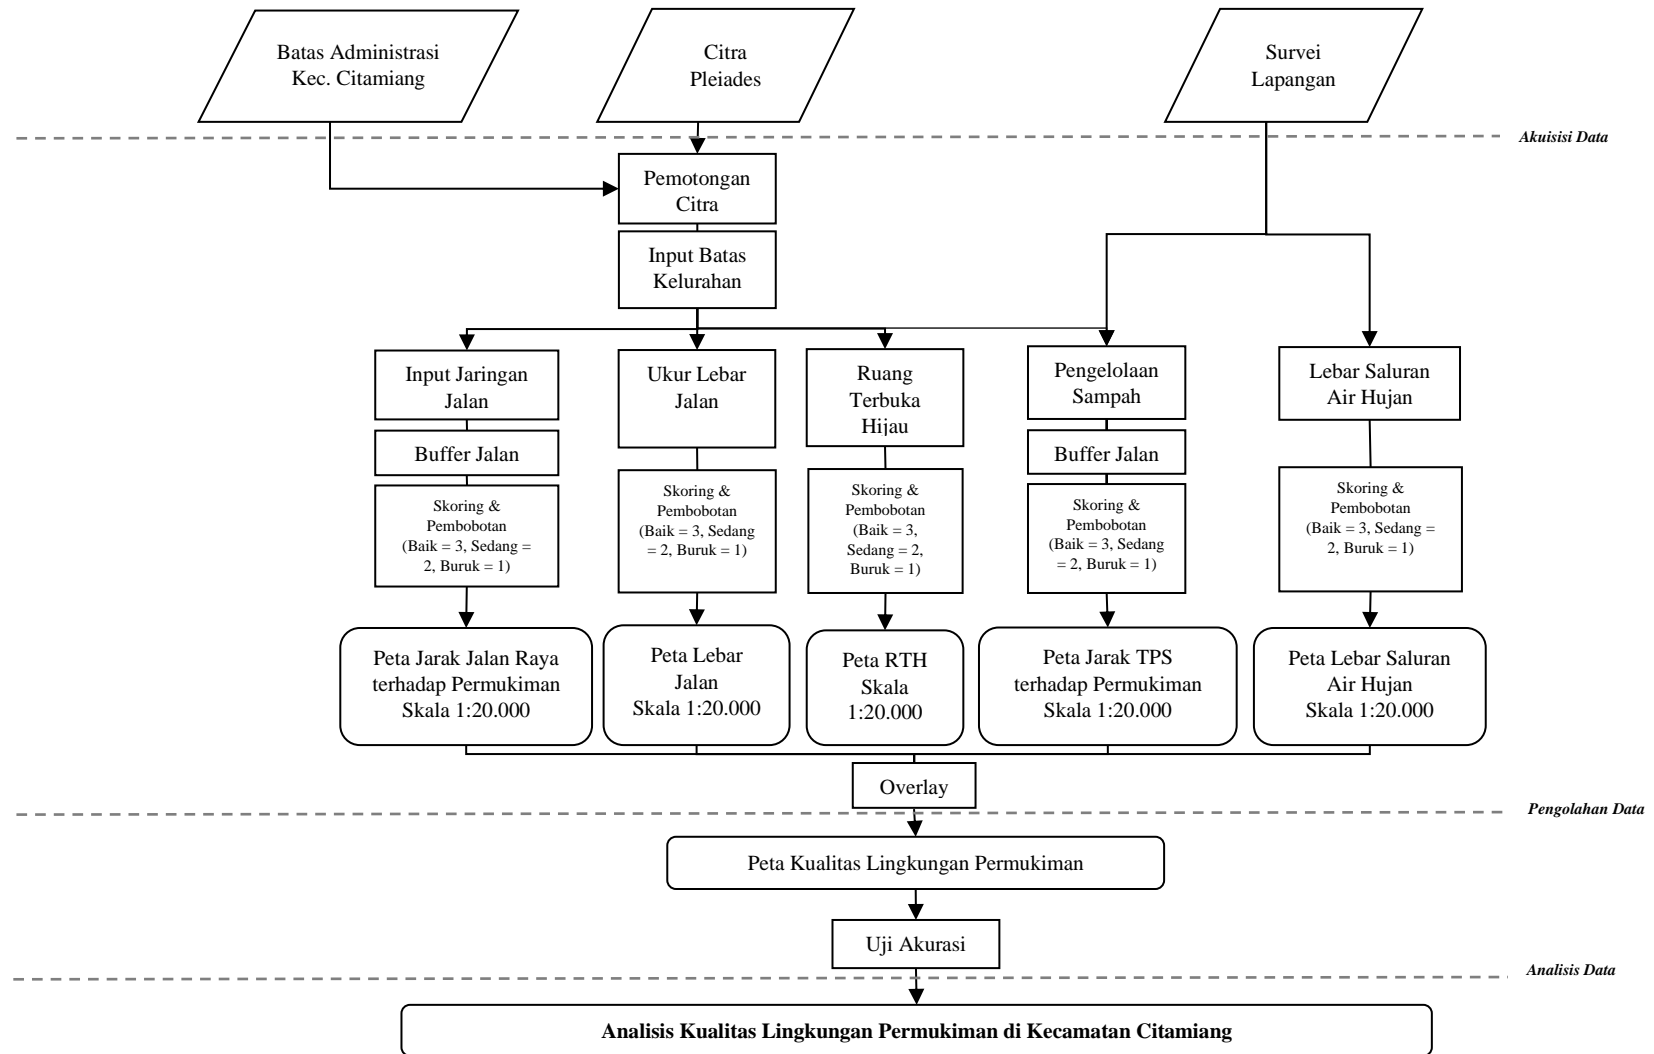 Batas Administrasi
Kec. Citamiang
Citra
Pleiades
Survei
Lapangan
Akuisisi Data
Pemotongan
Citra
Input Batas
Kelurahan
Input Jaringan
Jalan
Ukur Lebar
Jalan
Ruang
Terbuka
Hijau
Pengelolaan
Sampah
Lebar Saluran
Air Hujan
Buffer Jalan
Buffer Jalan
Skoring &
Pembobotan
(Baik = 3, Sedang =
2, Buruk = 1)
Skoring &
Pembobotan
(Baik = 3, Sedang
= 2, Buruk = 1)
Skoring &
Pembobotan
(Baik = 3,
Sedang = 2,
Buruk = 1)
Skoring &
Pembobotan
(Baik = 3, Sedang
= 2, Buruk = 1)
Skoring &
Pembobotan
(Baik = 3, Sedang =
2, Buruk = 1)
Peta Jarak Jalan Raya
terhadap Permukiman
Skala 1:20.000
Peta Lebar
Jalan
Skala 1:20.000
Peta RTH
Skala
1:20.000
Peta Jarak TPS
terhadap Permukiman
Skala 1:20.000
Peta Lebar Saluran
Air Hujan
Skala 1:20.000
Overlay
Pengolahan Data
Peta Kualitas Lingkungan Permukiman
Uji Akurasi
Analisis Data
Analisis Kualitas Lingkungan Permukiman di Kecamatan Citamiang